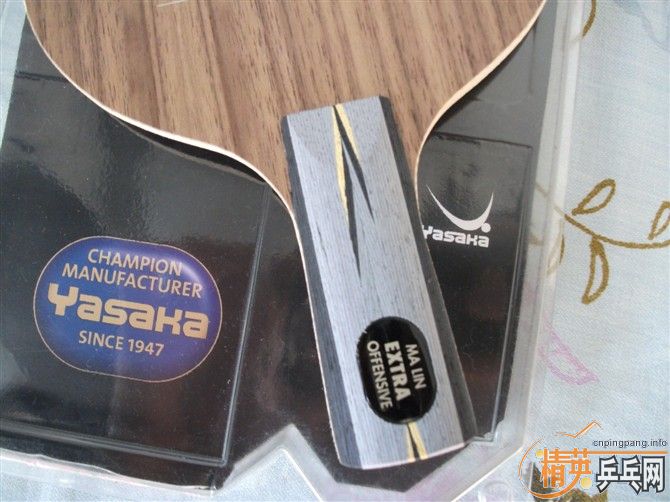 CHAMPION
MANUFACTURER
Yasaka
SINCE 1947
Yasaka
MA LIN
EXTRA
OFFENSIVE
cnpingpang.info
精英乒乓网